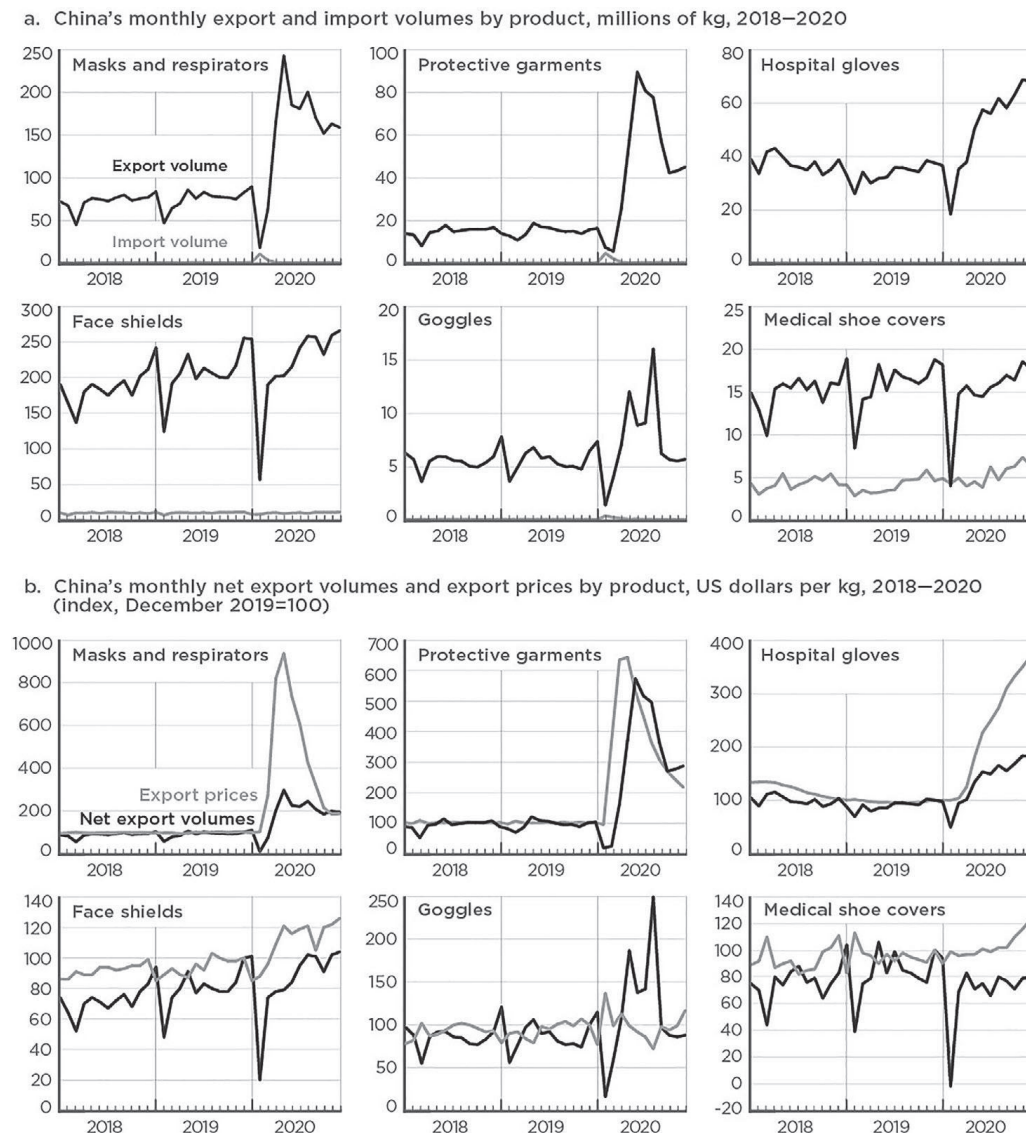 a. China's monthly export and import volumes by product, millions of kg, 2018–2020
Masks and respirators
250
200
150
100
50
0
Export volume
Import volume
2018 2019 2020
Protective garments
100
80
60
40
20
0
2018 2019 2020
Hospital gloves
80
60
40
20
0
2018 2019 2020
Face shields
300
250
200
150
100
50
0
2018 2019 2020
Goggles
20
15
10
5
0
2018 2019 2020
Medical shoe covers
25
20
15
10
5
0
2018 2019 2020
b. China's monthly net export volumes and export prices by product, US dollars per kg, 2018–2020
(index, December 2019=100)
Masks and respirators
1000
800
600
400
200
0
Export prices
Net export volumes
2018 2019 2020
Protective garments
700
600
500
400
300
200
100
0
2018 2019 2020
Hospital gloves
400
300
200
100
0
2018 2019 2020
Face shields
140
120
100
80
60
40
20
0
2018 2019 2020
Goggles
250
200
150
100
50
0
2018 2019 2020
Medical shoe covers
140
120
100
80
60
40
20
0
-20
2018 2019 2020